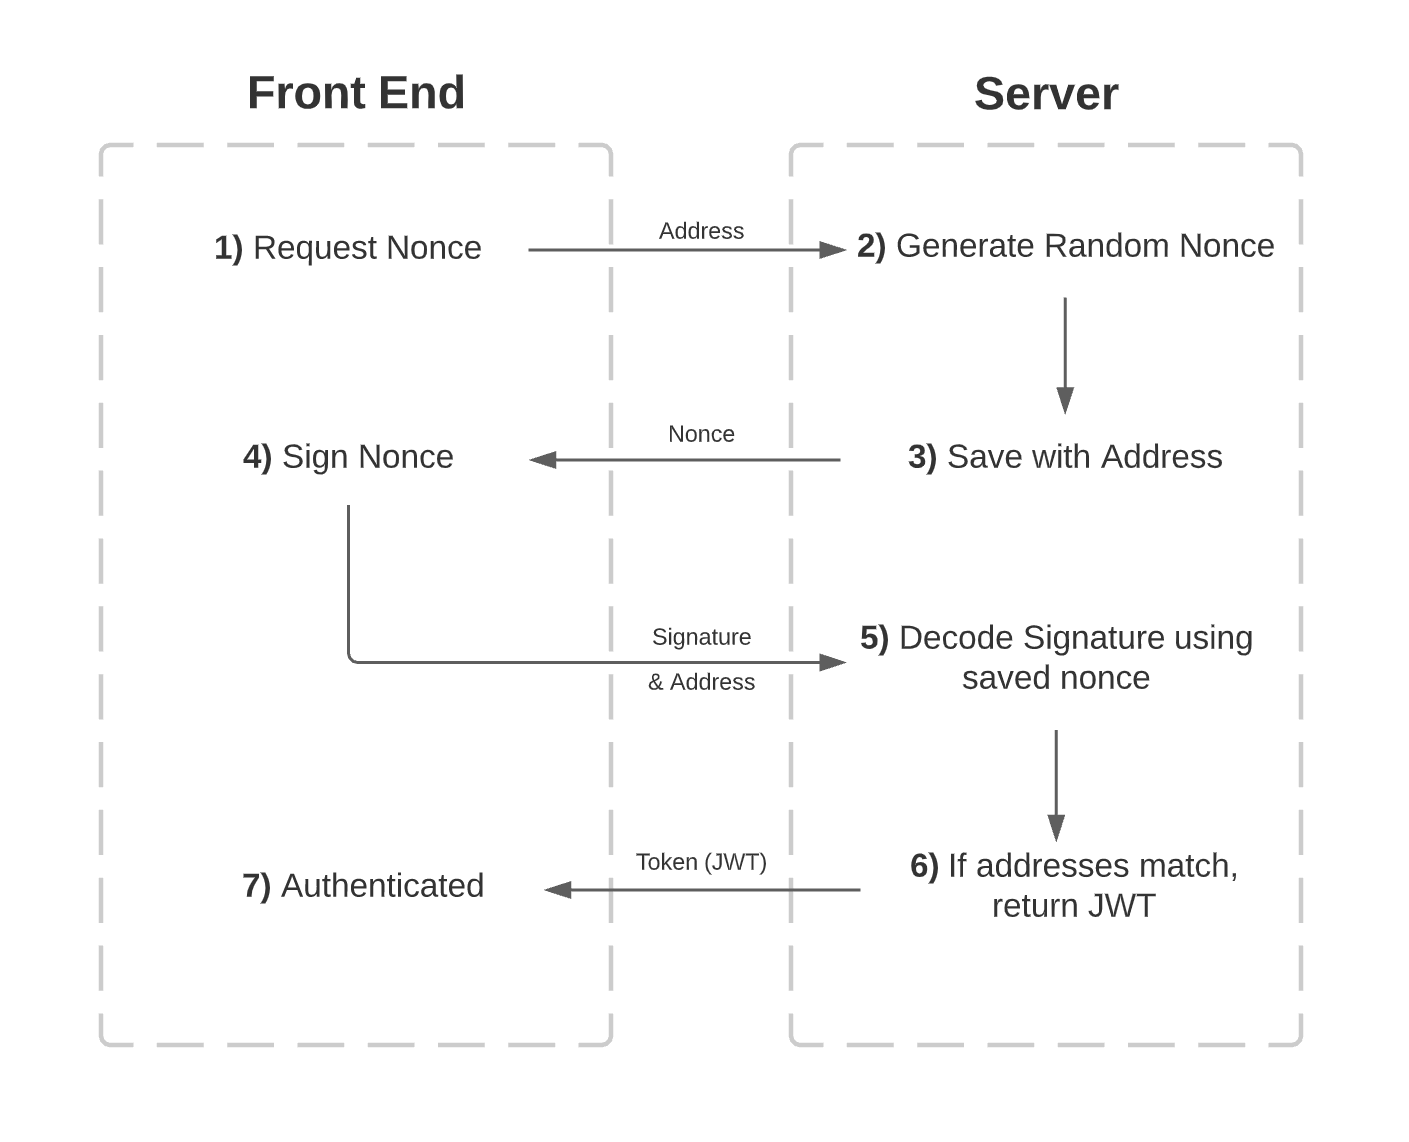 Front End
Server
1) Request Nonce
Address
2) Generate Random Nonce
4) Sign Nonce
Nonce
3) Save with Address
Signature
& Address
5) Decode Signature using
saved nonce
7) Authenticated
Token (JWT)
6) If addresses match,
return JWT